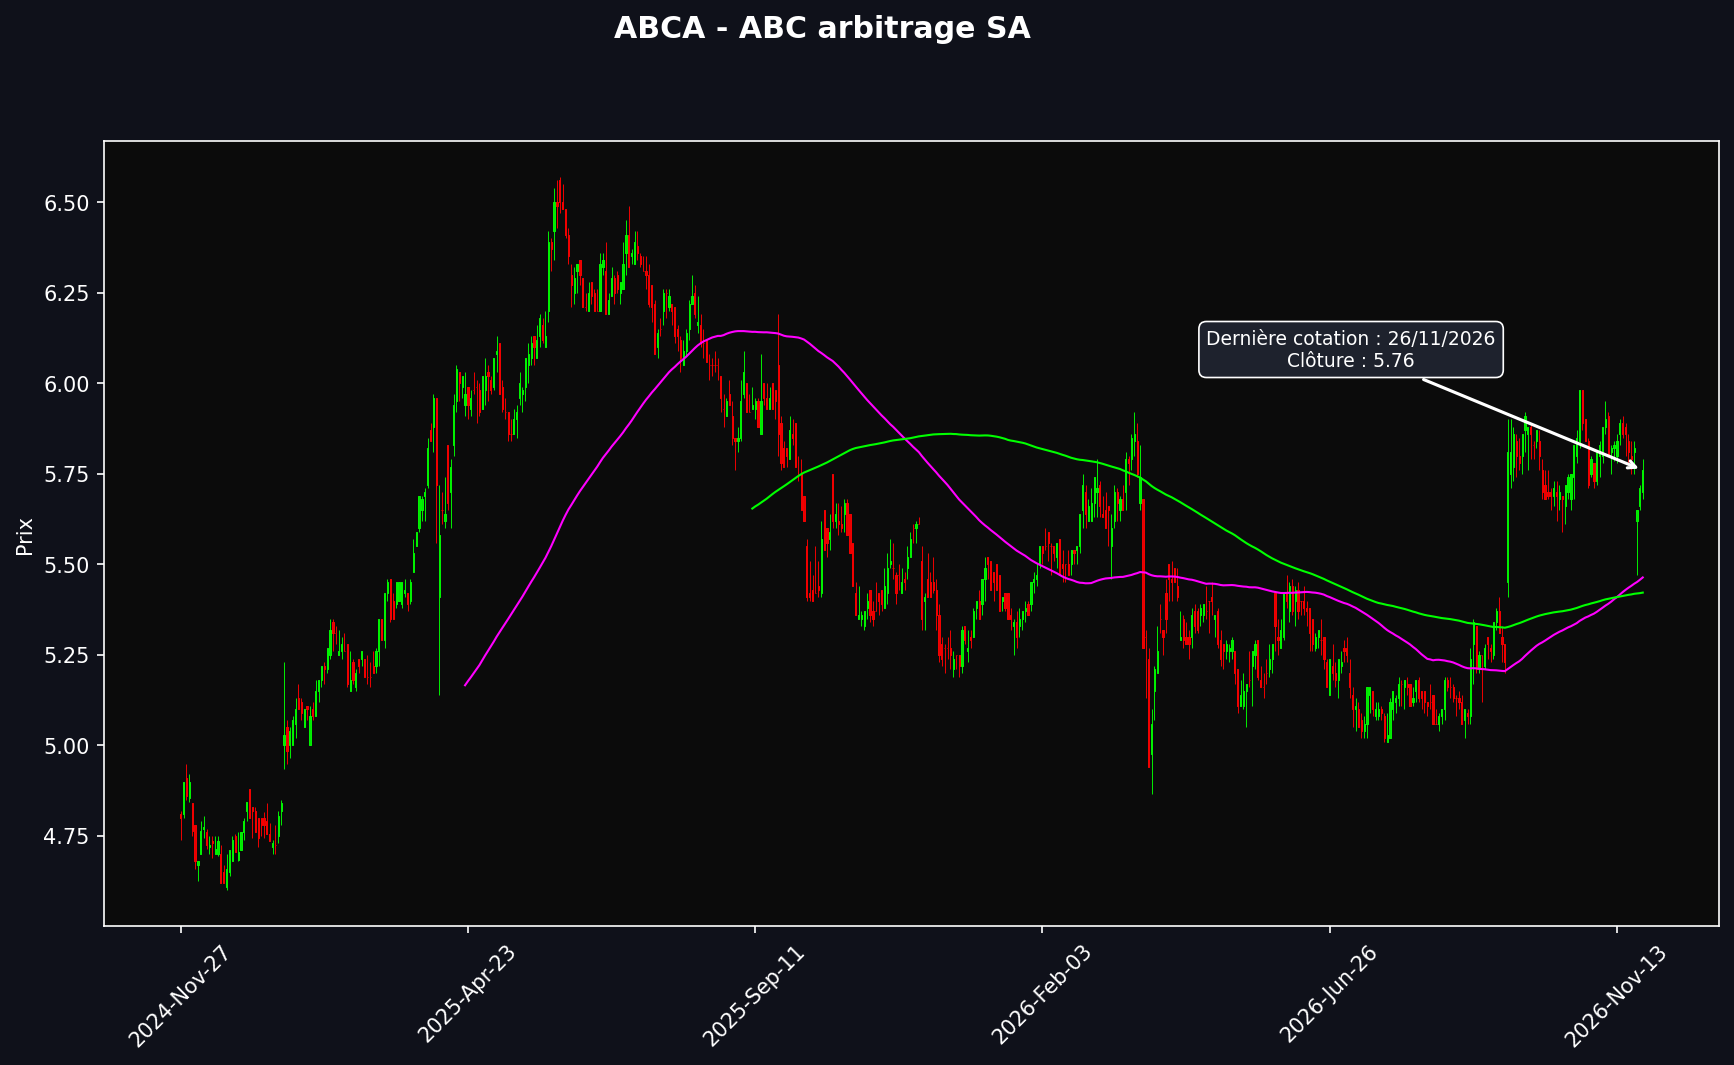 ABCA - ABC arbitrage SA
Prix
6.50
6.25
6.00
5.75
5.50
5.25
5.00
4.75
Dernière cotation : 26/11/2026
Clôture : 5.76
2024-Nov-27
2025-Apr-23
2025-Sep-11
2026-Feb-03
2026-Jun-26
2026-Nov-13